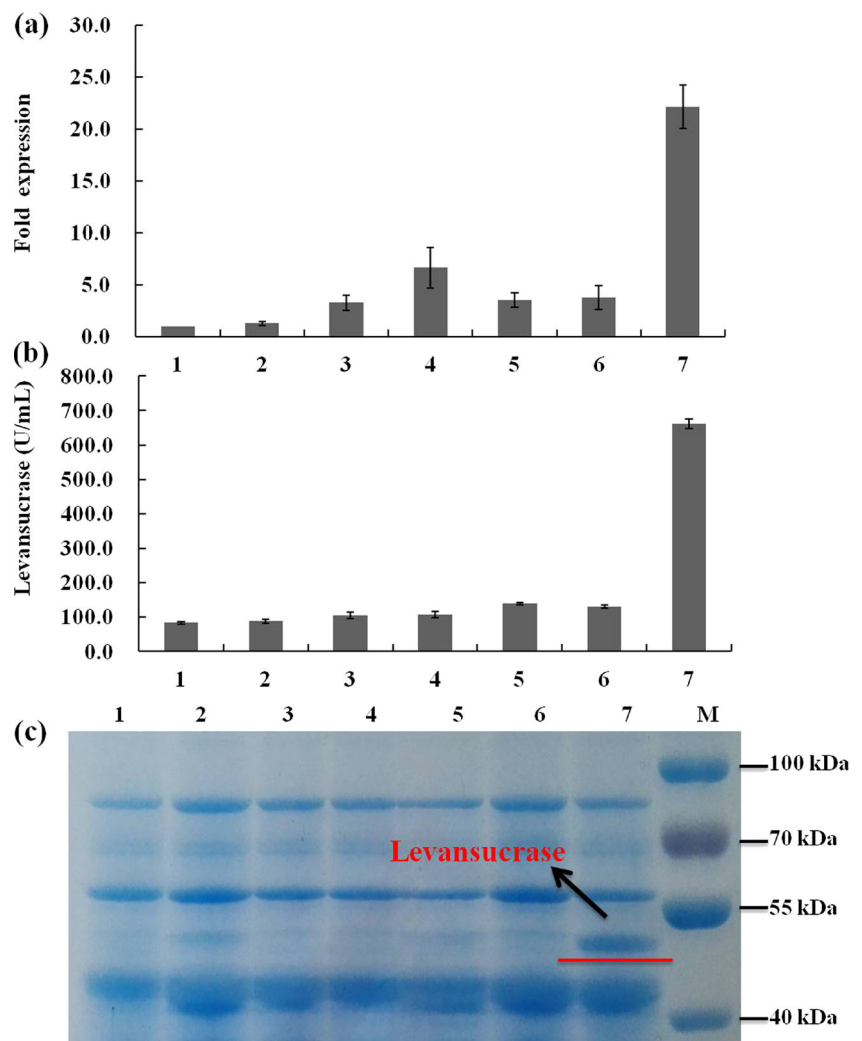 (a)
Fold expression
30.0
25.0
20.0
15.0
10.0
5.0
0.0
1 2 3 4 5 6 7
(b)
Levansucrase (U/mL)
800.0
700.0
600.0
500.0
400.0
300.0
200.0
100.0
0.0
1 2 3 4 5 6 7
1 2 3 4 5 6 7 M
(c)
100 kDa
70 kDa
Levansucrase
55 kDa
40 kDa